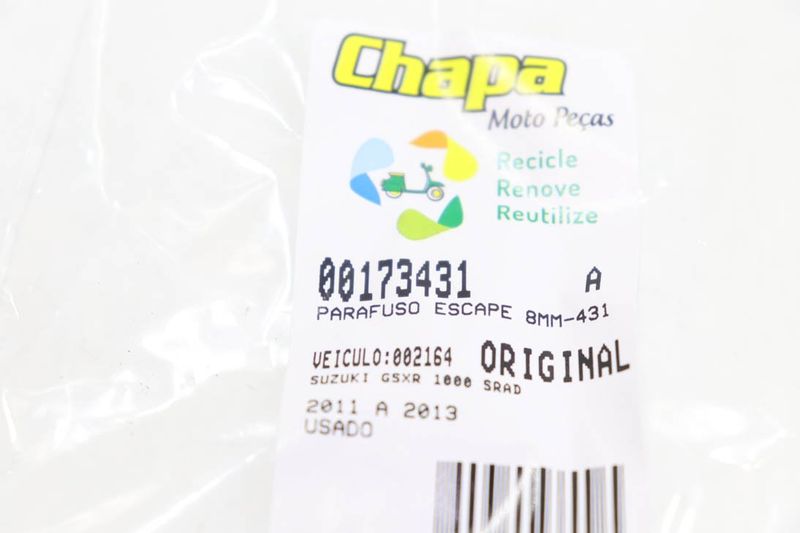 Chapa
Moto Peças
Recicle
Renove
Reutilize
00173431 A
PARAFUSO ESCAPE 8MM-431
VEICULO:002164 ORIGINAL
SUZUKI GSXR 1000 SRAD
2011 A 2013
USADO